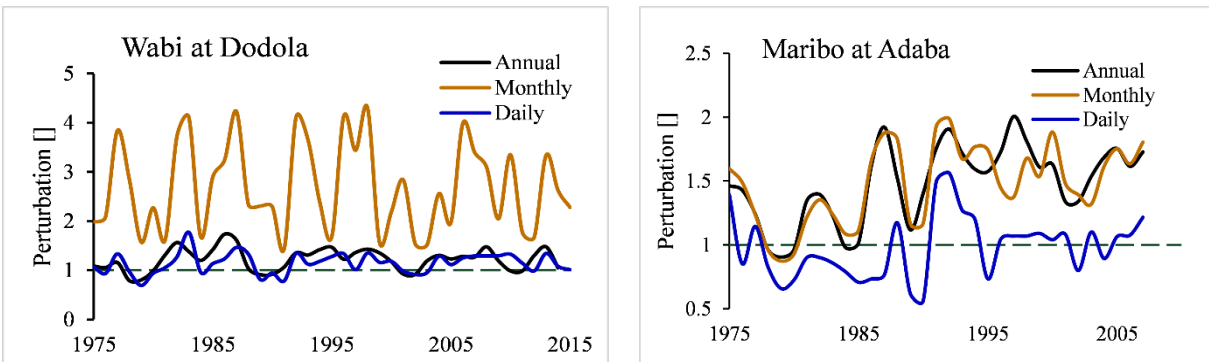 Wabi at Dodola
Perturbation []
5
4
3
2
1
0
Annual
Monthly
Daily
1975 1985 1995 2005 2015
Maribo at Adaba
Perturbation []
2.5
2
1.5
1
0.5
Annual
Monthly
Daily
1975 1985 1995 2005